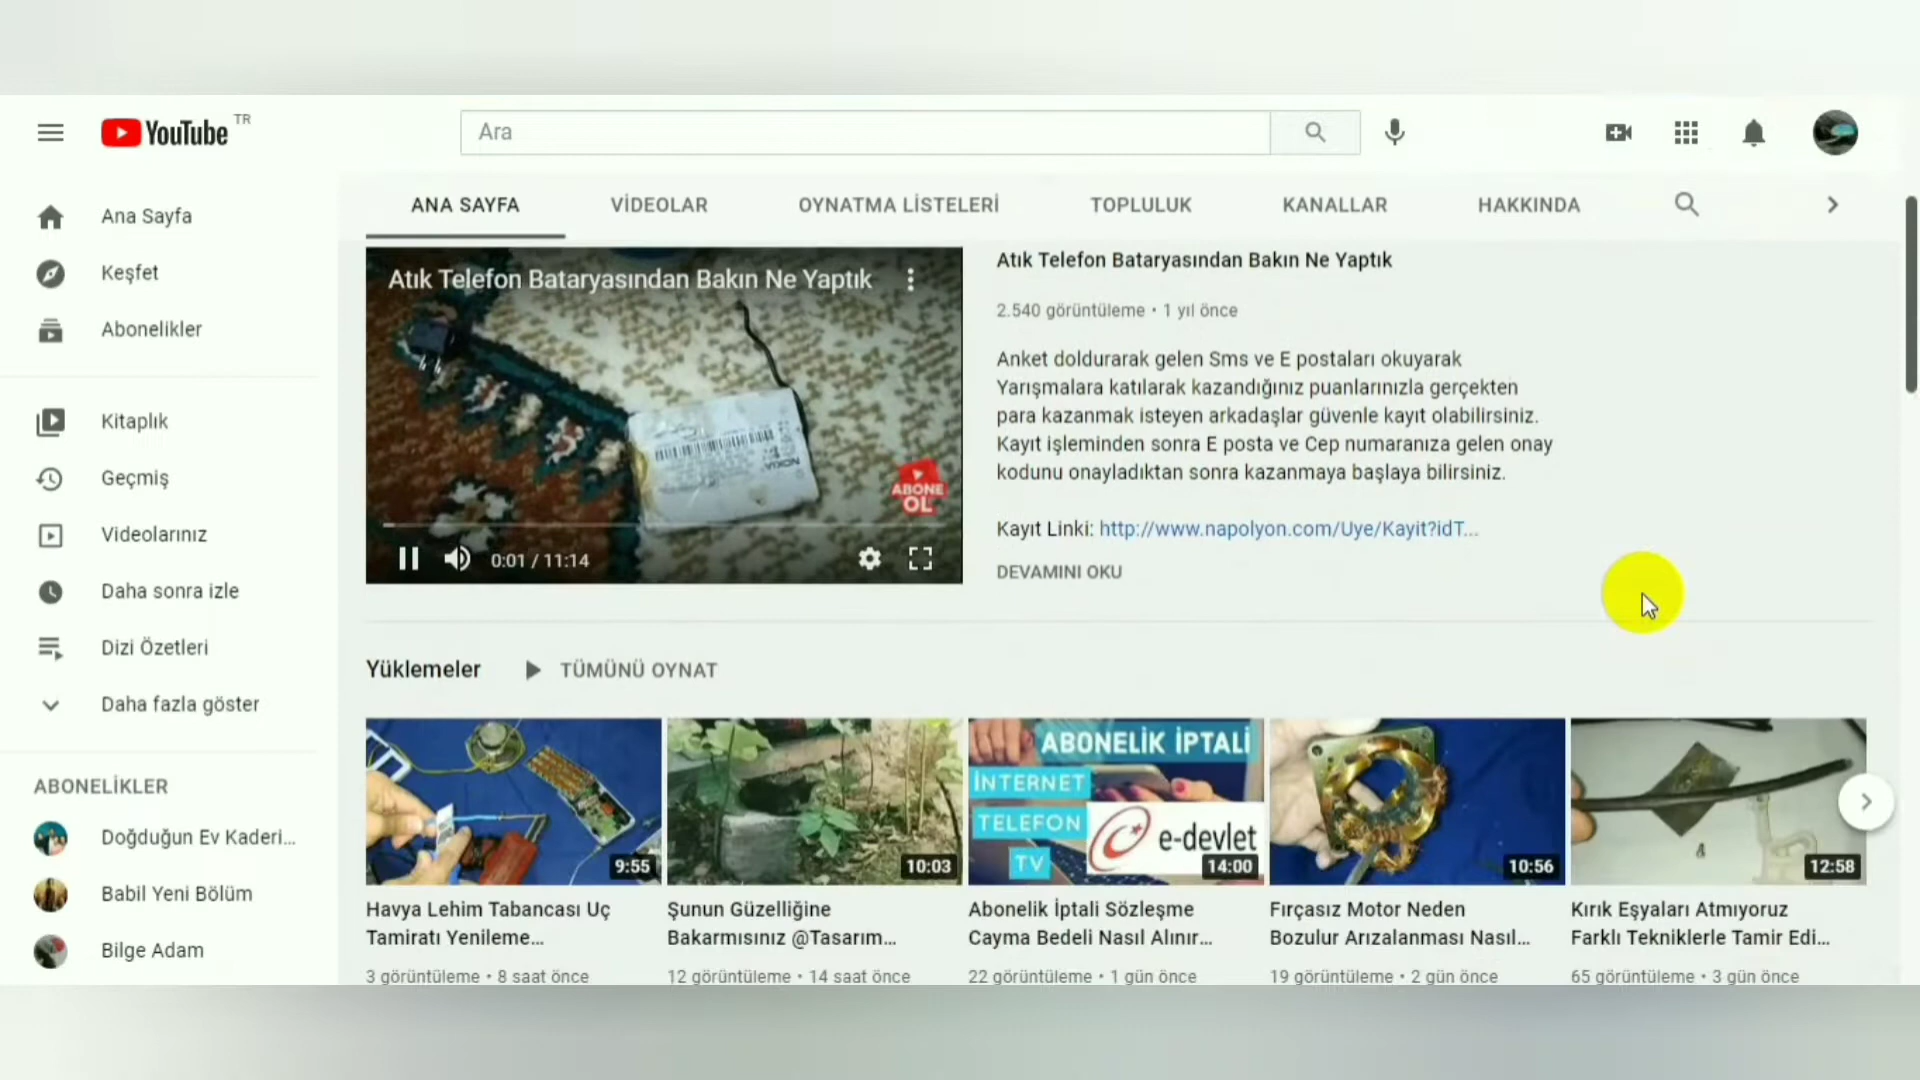 YouTube TR
Ara
Ana Sayfa
Keşfet
Abonelikler
Kitaplık
Geçmiş
Videolarınız
Daha sonra izle
Dizi Özetleri
Daha fazla göster
ABONELİKLER
Doğduğun Ev Kaderi...
Babil Yeni Bölüm
Bilge Adam
ANA SAYFA
VİDEOLAR
OYNATMA LİSTELERİ
TOPLULUK
KANALLAR
HAKKINDA
Atık Telefon Bataryasından Bakın Ne Yaptık
NOKIA
ABONE
OL
0:01 / 11:14
Atık Telefon Bataryasından Bakın Ne Yaptık
2.540 görüntüleme • 1 yıl önce
Anket doldurarak gelen Sms ve E postaları okuyarak
Yarışmalara katılarak kazandığınız puanlarınızla gerçekten
para kazanmak isteyen arkadaşlar güvenle kayıt olabilirsiniz.
Kayıt işleminden sonra E posta ve Cep numaranıza gelen onay
kodunu onayladıktan sonra kazanmaya başlaya bilirsiniz.
Kayıt Linki: http://www.napolyon.com/Uye/Kayit?idT...
DEVAMINI OKU
Yüklemeler
TÜMÜNÜ OYNAT
9:55
Havya Lehim Tabancası Uç
Tamiratı Yenileme...
3 görüntüleme • 8 saat önce
10:03
Şunun Güzelliğine
Bakarmısınız @Tasarım...
12 görüntüleme • 14 saat önce
ABONELİK İPTALİ
İNTERNET
TELEFON
TV
e-devlet
14:00
Abonelik İptali Sözleşme
Cayma Bedeli Nasıl Alınır...
22 görüntüleme • 1 gün önce
10:56
Fırçasız Motor Neden
Bozulur Arızalanması Nasıl...
19 görüntüleme • 2 gün önce
12:58
Kırık Eşyaları Atmıyoruz
Farklı Tekniklerle Tamir Edi...
65 görüntüleme • 3 gün önce